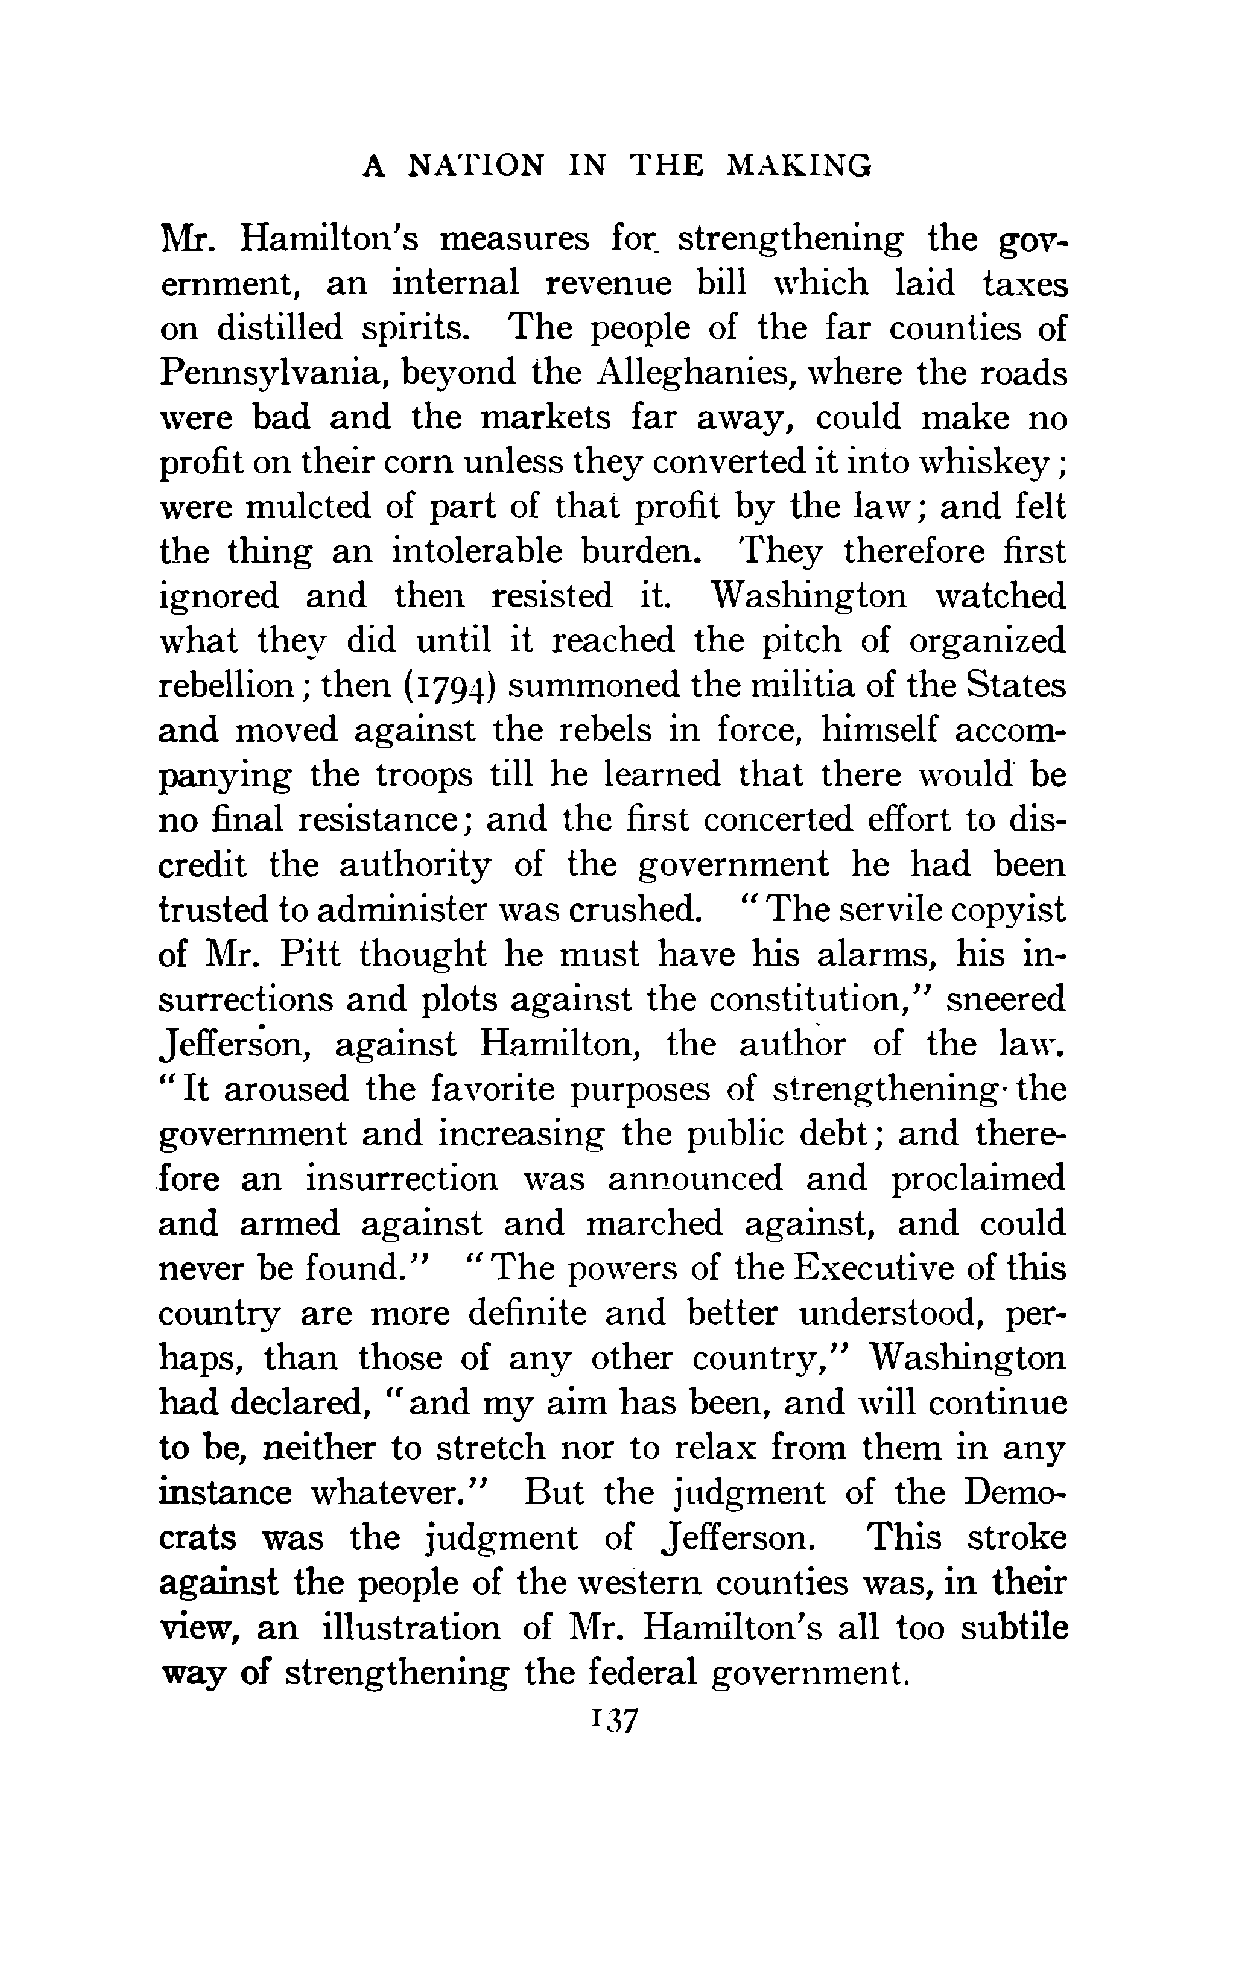 A NATION IN THE MAKING
Mr. Hamilton's measures for strengthening the gov-
ernment, an internal revenue bill which laid taxes
on distilled spirits. The people of the far counties of
Pennsylvania, beyond the Alleghanies, where the roads
were bad and the markets far away, could make no
profit on their corn unless they converted it into whiskey;
were mulcted of part of that profit by the law; and felt
the thing an intolerable burden. They therefore first
ignored and then resisted it. Washington watched
what they did until it reached the pitch of organized
rebellion; then (1794) summoned the militia of the States
and moved against the rebels in force, himself accom-
panying the troops till he learned that there would be
no final resistance; and the first concerted effort to dis-
credit the authority of the government he had been
trusted to administer was crushed. "The servile copyist
of Mr. Pitt thought he must have his alarms, his in-
surrections and plots against the constitution," sneered
Jefferson, against Hamilton, the author of the law.
"It aroused the favorite purposes of strengthening the
government and increasing the public debt; and there-
fore an insurrection was announced and proclaimed
and armed against and marched against, and could
never be found." "The powers of the Executive of this
country are more definite and better understood, per-
haps, than those of any other country," Washington
had declared, "and my aim has been, and will continue
to be, neither to stretch nor to relax from them in any
instance whatever." But the judgment of the Demo-
crats was the judgment of Jefferson. This stroke
against the people of the western counties was, in their
view, an illustration of Mr. Hamilton's all too subtile
way of strengthening the federal government.
137